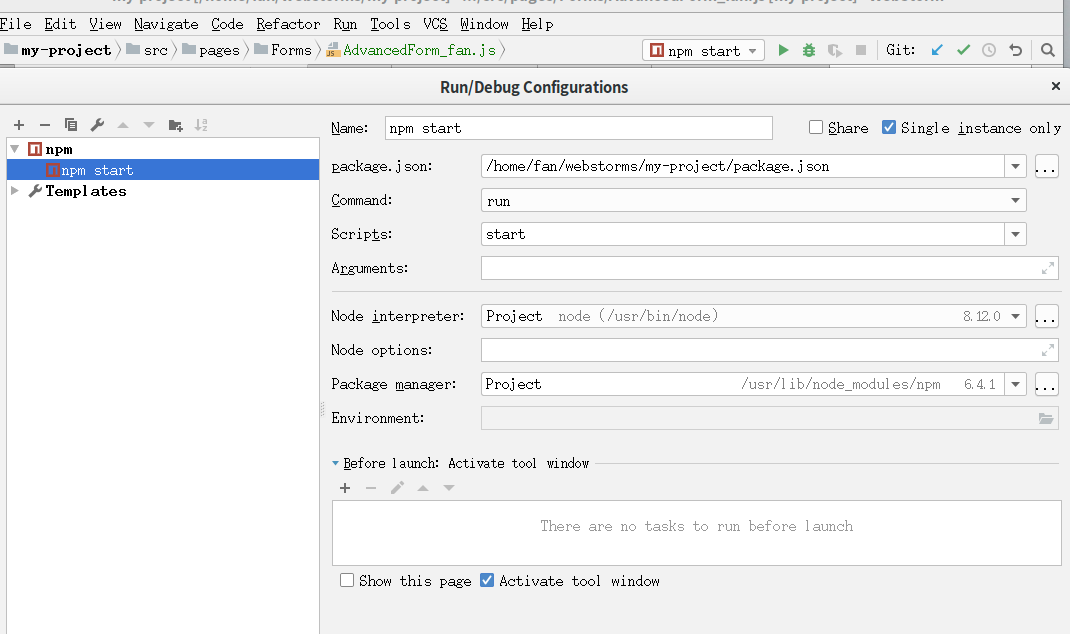 File Edit View Navigate Code Refactor Run Tools VCS Window Help
my-project src pages Forms AdvancedForm_fan.js npm start Git:
Run/Debug Configurations
Name: npm start Share Single instance only
npm
npm start
Templates
package.json: /home/fan/webstorms/my-project/package.json ...
Command: run
Scripts: start
Arguments:
Node interpreter: Project node (/usr/bin/node) 8.12.0 ...
Node options:
Package manager: Project /usr/lib/node_modules/npm 6.4.1 ...
Environment:
Before launch: Activate tool window
There are no tasks to run before launch
Show this page Activate tool window